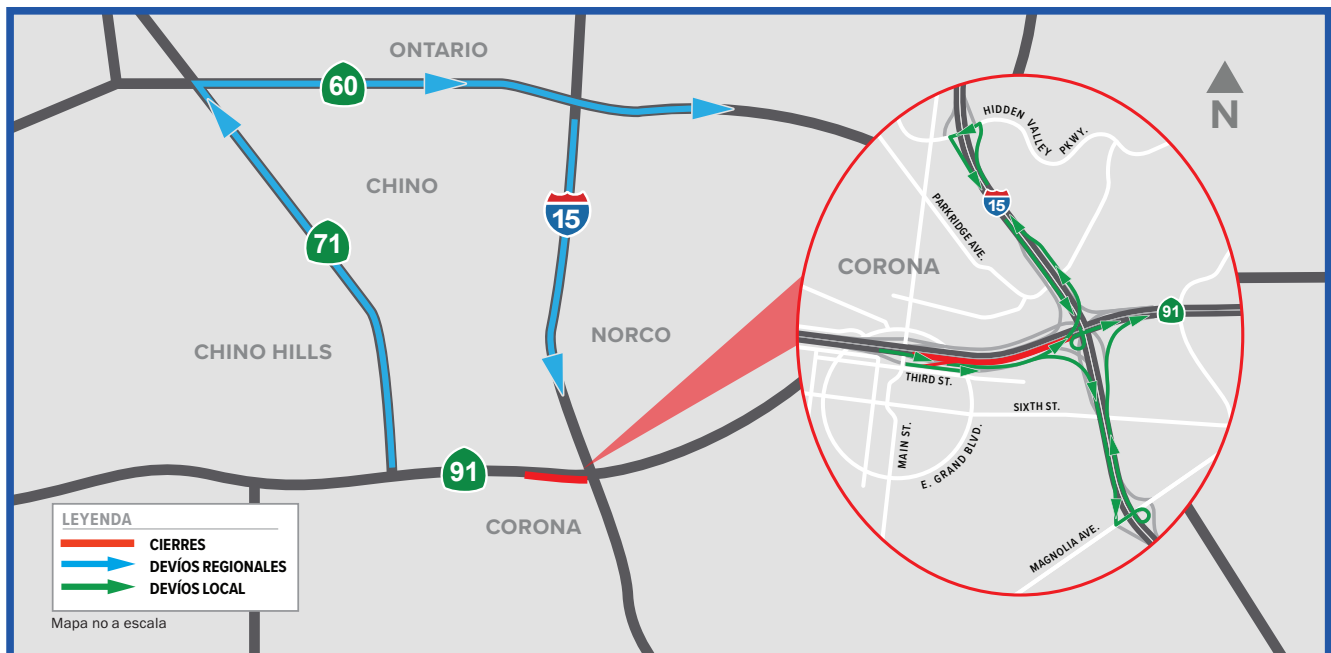 ONTARIO
60
N
HIDDEN VALLEY PKWY.
CHINO
15
15
PARKRIDGE AVE.
71
CORONA
91
NORCO
CHINO HILLS
THIRD ST.
SIXTH ST.
MAIN ST.
E. GRAND BLVD.
91
CORONA
MAGNOLIA AVE.
LEYENDA
CIERRES
DEVÍOS REGIONALES
DEVÍOS LOCAL
Mapa no a escala